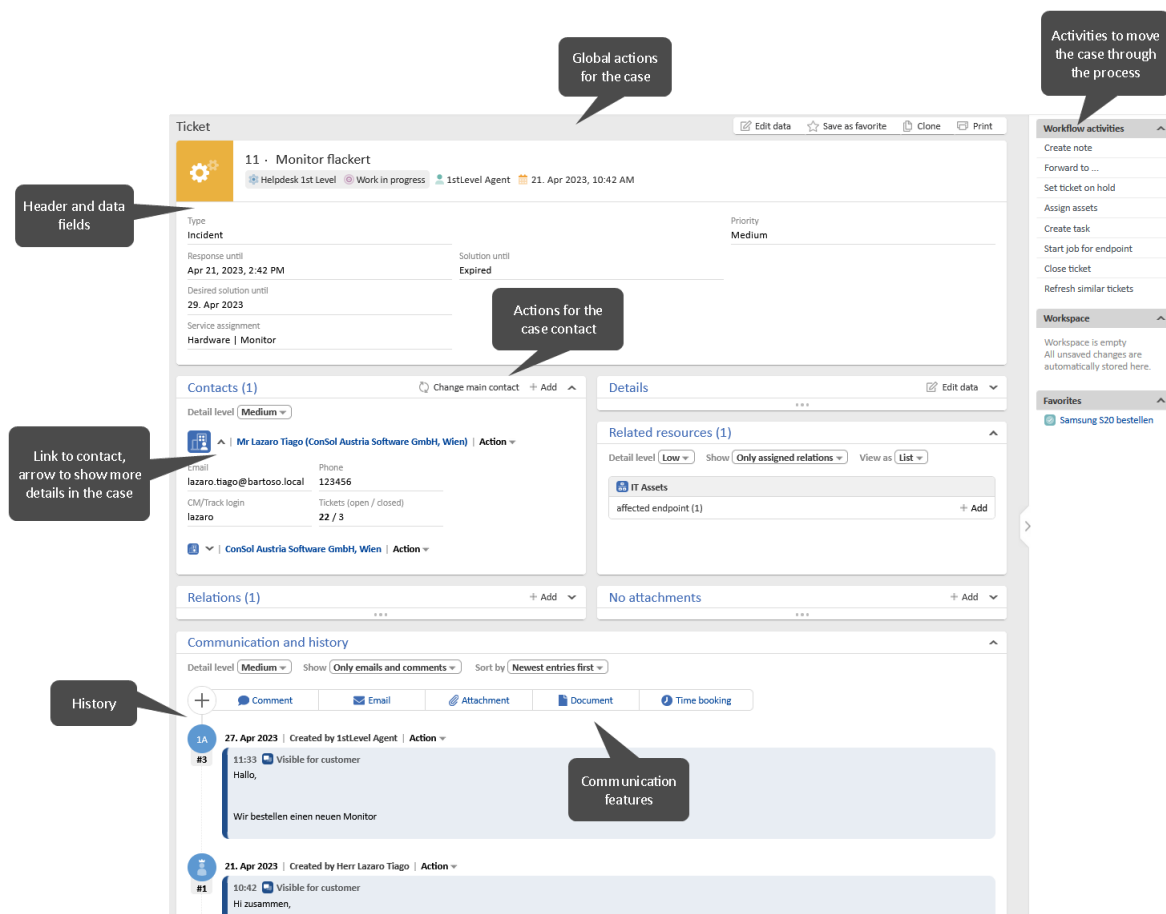 Activities to move
the case through
the process
Global actions
for the case
Ticket
Edit data
Save as favorite
Clone
Print
11 · Monitor flackert
Helpdesk 1st Level
Work in progress
1stLevel Agent
21. Apr 2023, 10:42 AM
Header and data
fields
Type
Incident
Priority
Medium
Response until
Apr 21, 2023, 2:42 PM
Solution until
Expired
Desired solution until
29. Apr 2023
Service assignment
Hardware | Monitor
Actions for the
case contact
Workflow activities
Create note
Forward to ...
Set ticket on hold
Assign assets
Create task
Start job for endpoint
Close ticket
Refresh similar tickets
Workspace
Workspace is empty
All unsaved changes are
automatically stored here.
Favorites
Samsung S20 bestellen
Contacts (1)
Change main contact
+ Add
Detail level Medium
| Mr Lazaro Tiago (ConSol Austria Software GmbH, Wien) | Action
Link to contact,
arrow to show more
details in the case
Email
lazaro.tiago@bartoso.local
Phone
123456
CM/Track login
lazaro
Tickets (open / closed)
22 / 3
| ConSol Austria Software GmbH, Wien | Action
Details
Edit data
Related resources (1)
Detail level Low Show Only assigned relations View as List
IT Assets
affected endpoint (1)
+ Add
Relations (1)
+ Add
No attachments
+ Add
Communication and history
Detail level Medium Show Only emails and comments Sort by Newest entries first
History
Comment
Email
Attachment
Document
Time booking
Communication
features
1A
#3
27. Apr 2023 | Created by 1stLevel Agent | Action
11:33 Visible for customer
Hallo,
Wir bestellen einen neuen Monitor
#1
21. Apr 2023 | Created by Herr Lazaro Tiago | Action
10:42 Visible for customer
Hi zusammen,